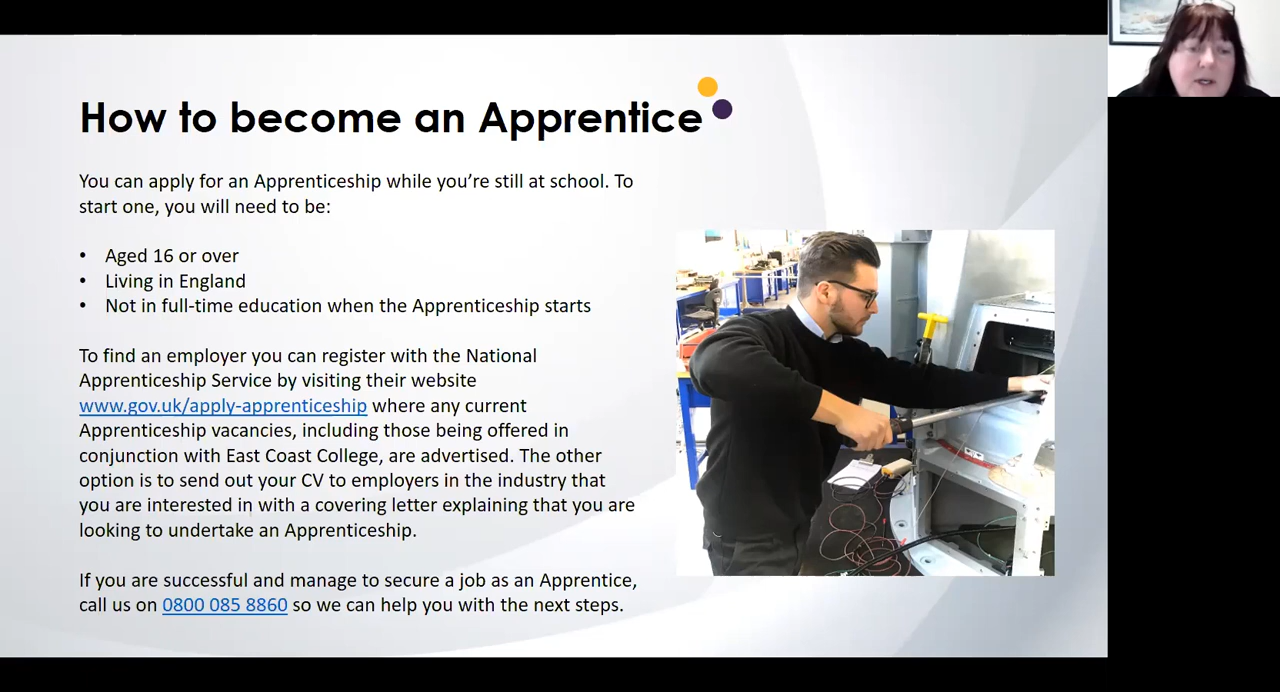 How to become an Apprentice
You can apply for an Apprenticeship while you’re still at school. To
start one, you will need to be:
• Aged 16 or over
• Living in England
• Not in full-time education when the Apprenticeship starts
To find an employer you can register with the National
Apprenticeship Service by visiting their website
www.gov.uk/apply-apprenticeship where any current
Apprenticeship vacancies, including those being offered in
conjunction with East Coast College, are advertised. The other
option is to send out your CV to employers in the industry that
you are interested in with a covering letter explaining that you are
looking to undertake an Apprenticeship.
If you are successful and manage to secure a job as an Apprentice,
call us on 0800 085 8860 so we can help you with the next steps.